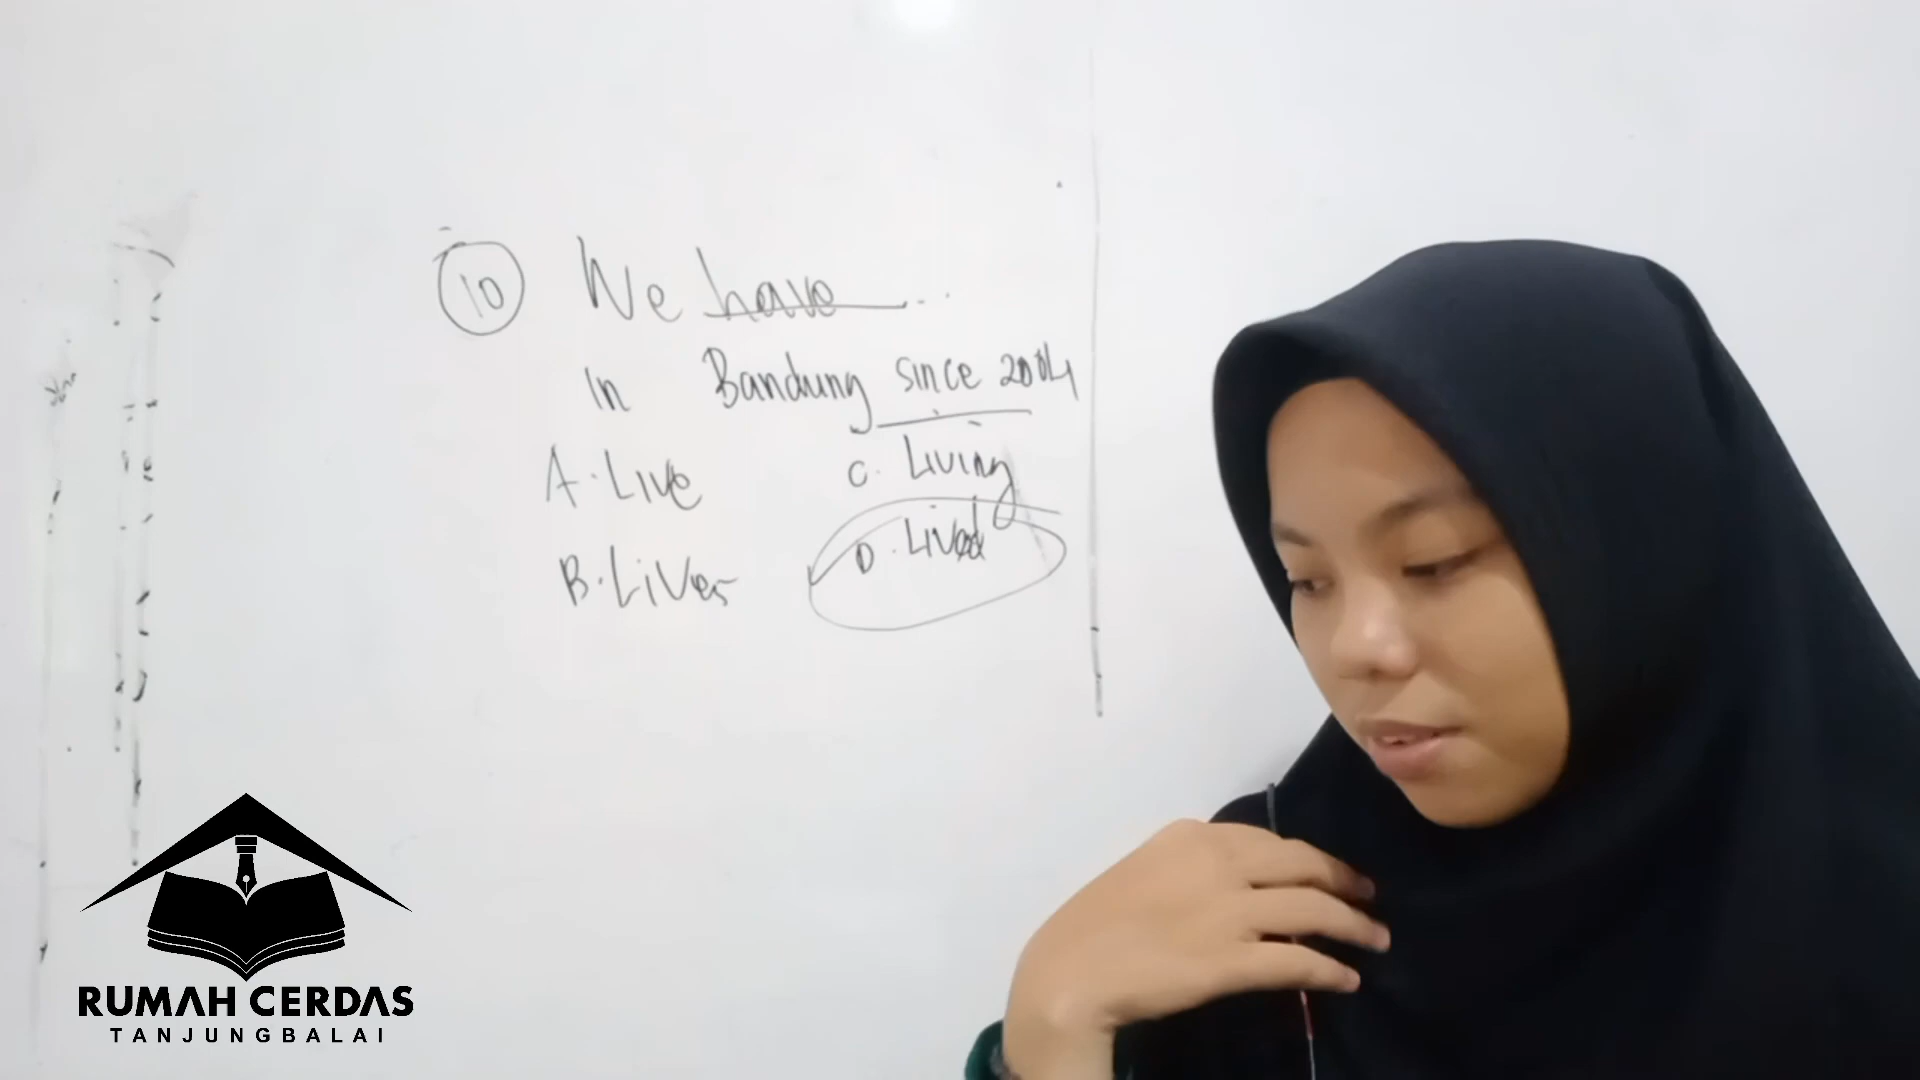 10 We have ...
In Bandung since 2004
A. Live
C. Living
B. Lives
D. Lived
RUMAH CERDAS
TANJUNGBALAI